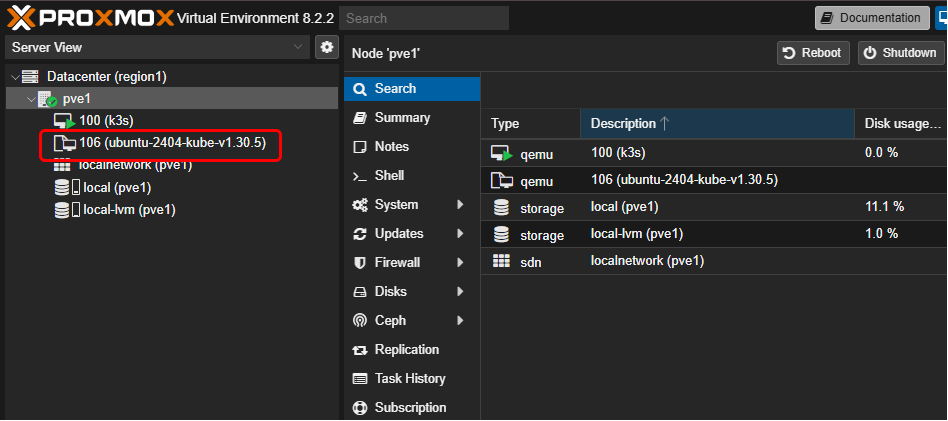 PROXMOX Virtual Environment 8.2.2 Search Documentation
Server View
Datacenter (region1)
pve1
100 (k3s)
106 (ubuntu-2404-kube-v1.30.5)
localnetwork (pve1)
local (pve1)
local-lvm (pve1)
Node 'pve1' Reboot Shutdown
Search
Summary
Notes
Shell
System
Updates
Firewall
Disks
Ceph
Replication
Task History
Subscription
Type Description Disk usage...
qemu 100 (k3s) 0.0 %
qemu 106 (ubuntu-2404-kube-v1.30.5)
storage local (pve1) 11.1 %
storage local-lvm (pve1) 1.0 %
sdn localnetwork (pve1)